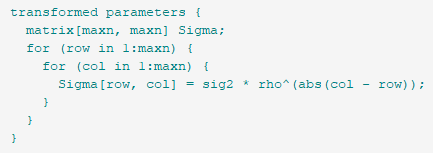 transformed parameters {
  matrix[maxn, maxn] Sigma;
  for (row in 1:maxn) {
    for (col in 1:maxn) {
      Sigma[row, col] = sig2 * rho^(abs(col - row));
    }
  }
}